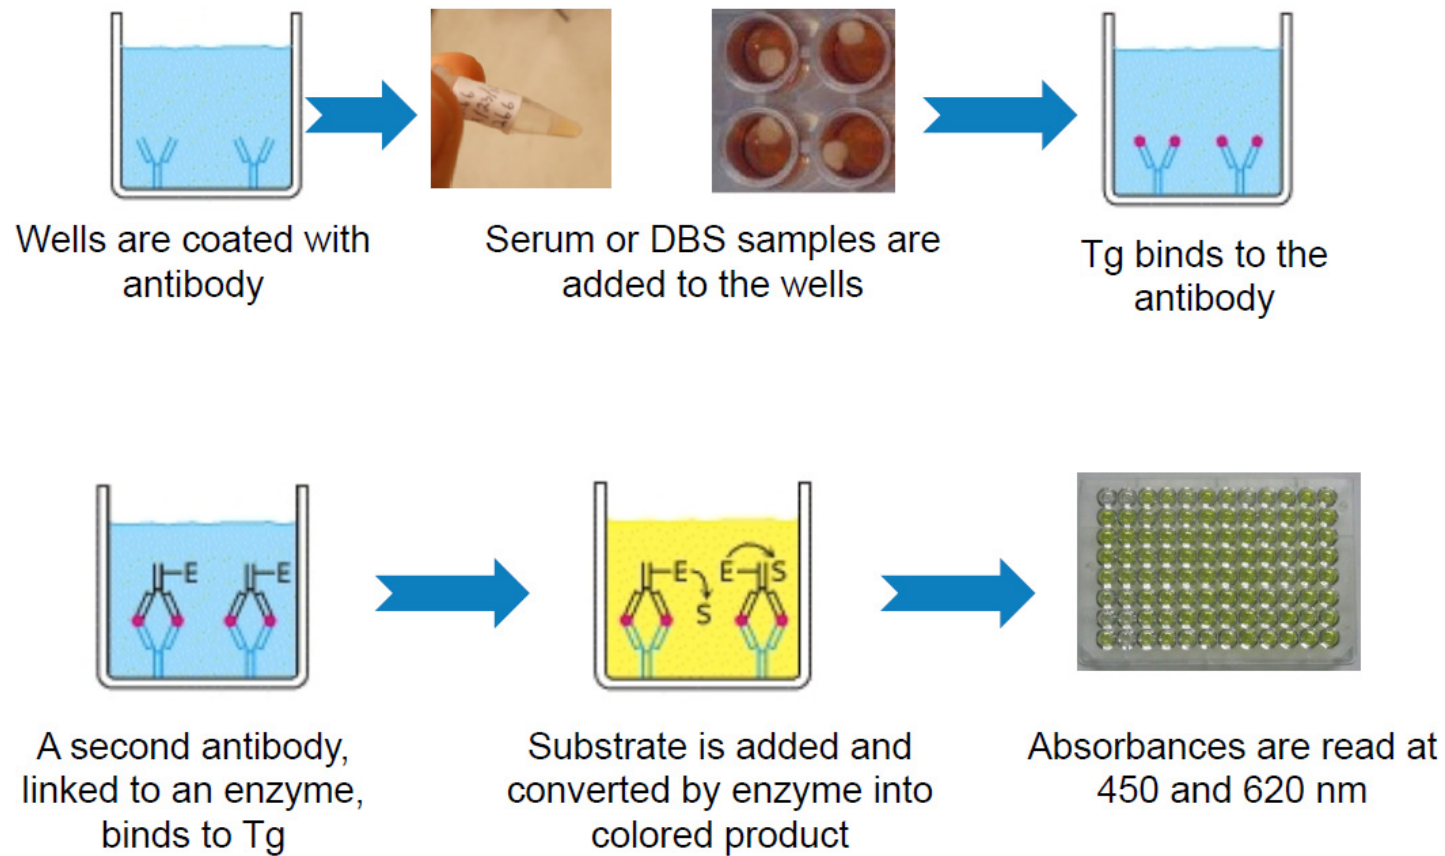 Wells are coated with
antibody
Serum or DBS samples are
added to the wells
Tg binds to the
antibody
E
E
A second antibody,
linked to an enzyme,
binds to Tg
E
S
E
S
Substrate is added and
converted by enzyme into
colored product
Absorbances are read at
450 and 620 nm